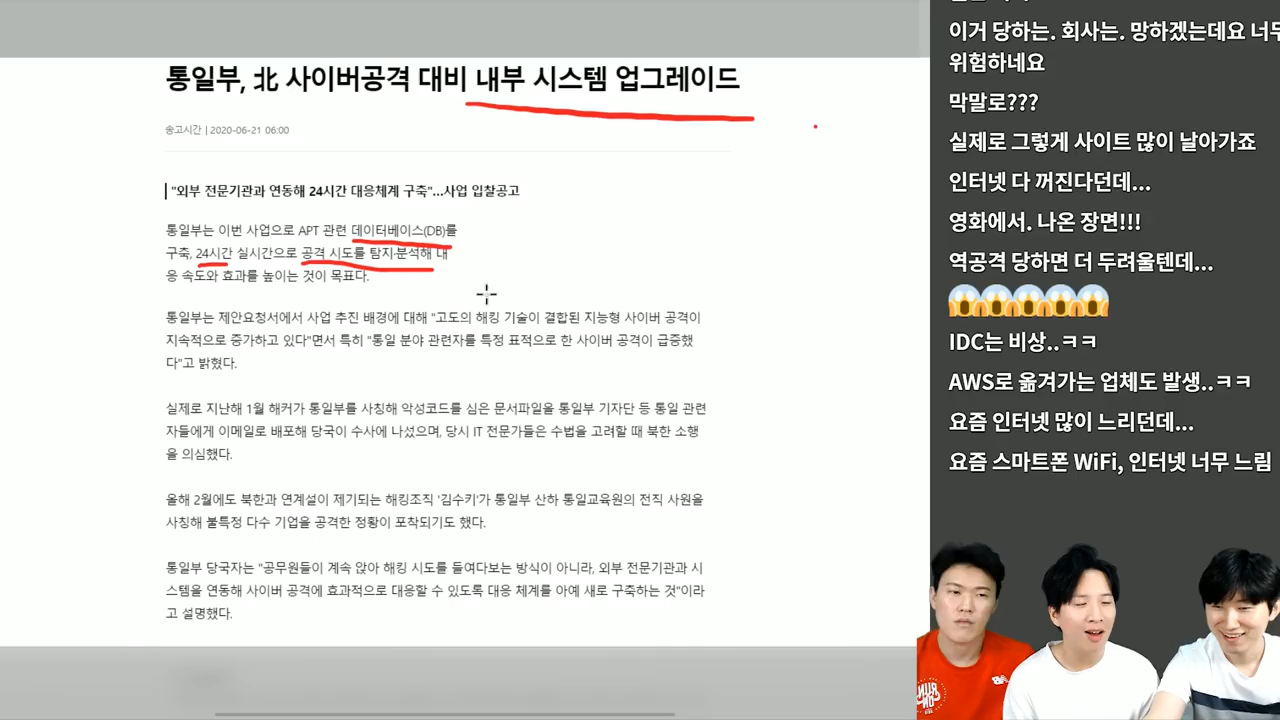 통일부, 北 사이버공격 대비 내부 시스템 업그레이드
송고시간 | 2020-06-21 06:00
"외부 전문기관과 연동해 24시간 대응체계 구축"...사업 입찰공고
통일부는 이번 사업으로 APT 관련 데이터베이스(DB)를
구축, 24시간 실시간으로 공격 시도를 탐지·분석해 내
응 속도와 효과를 높이는 것이 목표다.
통일부는 제안요청서에서 사업 추진 배경에 대해 "고도의 해킹 기술이 결합된 지능형 사이버 공격이
지속적으로 증가하고 있다"면서 특히 "통일 분야 관련자를 특정 표적으로 한 사이버 공격이 급증했
다"고 밝혔다.
실제로 지난해 1월 해커가 통일부를 사칭해 악성코드를 심은 문서파일을 통일부 기자단 등 통일 관련
자들에게 이메일로 배포해 당국이 수사에 나섰으며, 당시 IT 전문가들은 수법을 고려할 때 북한 소행
을 의심했다.
올해 2월에도 북한과 연계설이 제기되는 해킹조직 '김수키'가 통일부 산하 통일교육원의 전직 사원을
사칭해 불특정 다수 기업을 공격한 정황이 포착되기도 했다.
통일부 당국자는 "공무원들이 계속 앉아 해킹 시도를 들여다보는 방식이 아니라, 외부 전문기관과 시
스템을 연동해 사이버 공격에 효과적으로 대응할 수 있도록 대응 체계를 아예 새로 구축하는 것"이라
고 설명했다.
이거 당하는. 회사는. 망하겠는데요 너무
위험하네요
막말로???
실제로 그렇게 사이트 많이 날아가죠
인터넷 다 꺼진다던데...
영화에서. 나온 장면!!!
역공격 당하면 더 두려울텐데...
😱😱😱😱😱
IDC는 비상..ㅋㅋ
AWS로 옮겨가는 업체도 발생..ㅋㅋ
요즘 인터넷 많이 느리던데...
요즘 스마트폰 WiFi, 인터넷 너무 느림
RUN
ON